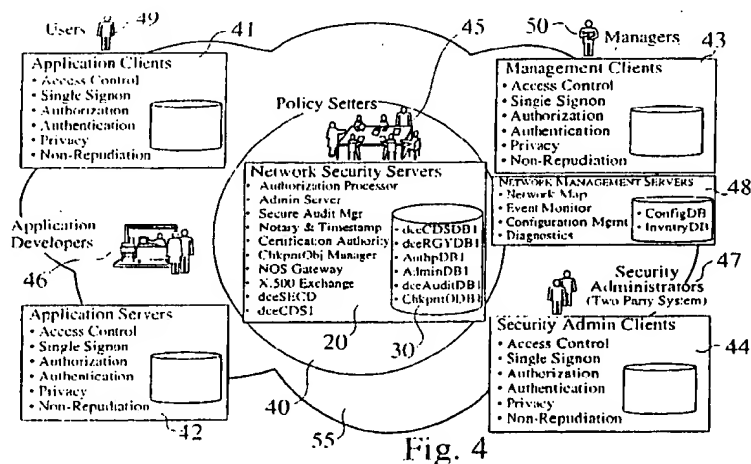 Users
49
41
Application Clients
• Access Control
• Single Signon
• Authorization
• Authentication
• Privacy
• Non-Repudiation
45
Policy Setters
50
Managers
43
Management Clients
• Access Control
• Single Signon
• Authorization
• Authentication
• Privacy
• Non-Repudiation
Network Security Servers
• Authorization Processor
• Admin Server
• Secure Audit Mgr
• Notary & Timestamp
• Certification Authority
• ChkpntObj Manager
• NOS Gateway
• X.500 Exchange
• dceSECD
• dceCDS1
• dceCDSDB1
• dceRGYDB1
• AuthpDB1
• AdminDB1
• dceAuditDB1
• ChkpntODB1
20
30
NETWORK MANAGEMENT SERVERS
• Network Map
• Event Monitor
• Configuration Mgmt
• Diagnostics
• ConfigDB
• InvntryDB
48
Application
Developers
46
47
Security
Administrators
(Two Party System)
Application Servers
• Access Control
• Single Signon
• Authorization
• Authentication
• Privacy
• Non-Repudiation
42
40
55
Security Admin Clients
• Access Control
• Single Signon
• Authorization
• Authentication
• Privacy
• Non-Repudiation
44
Fig. 4